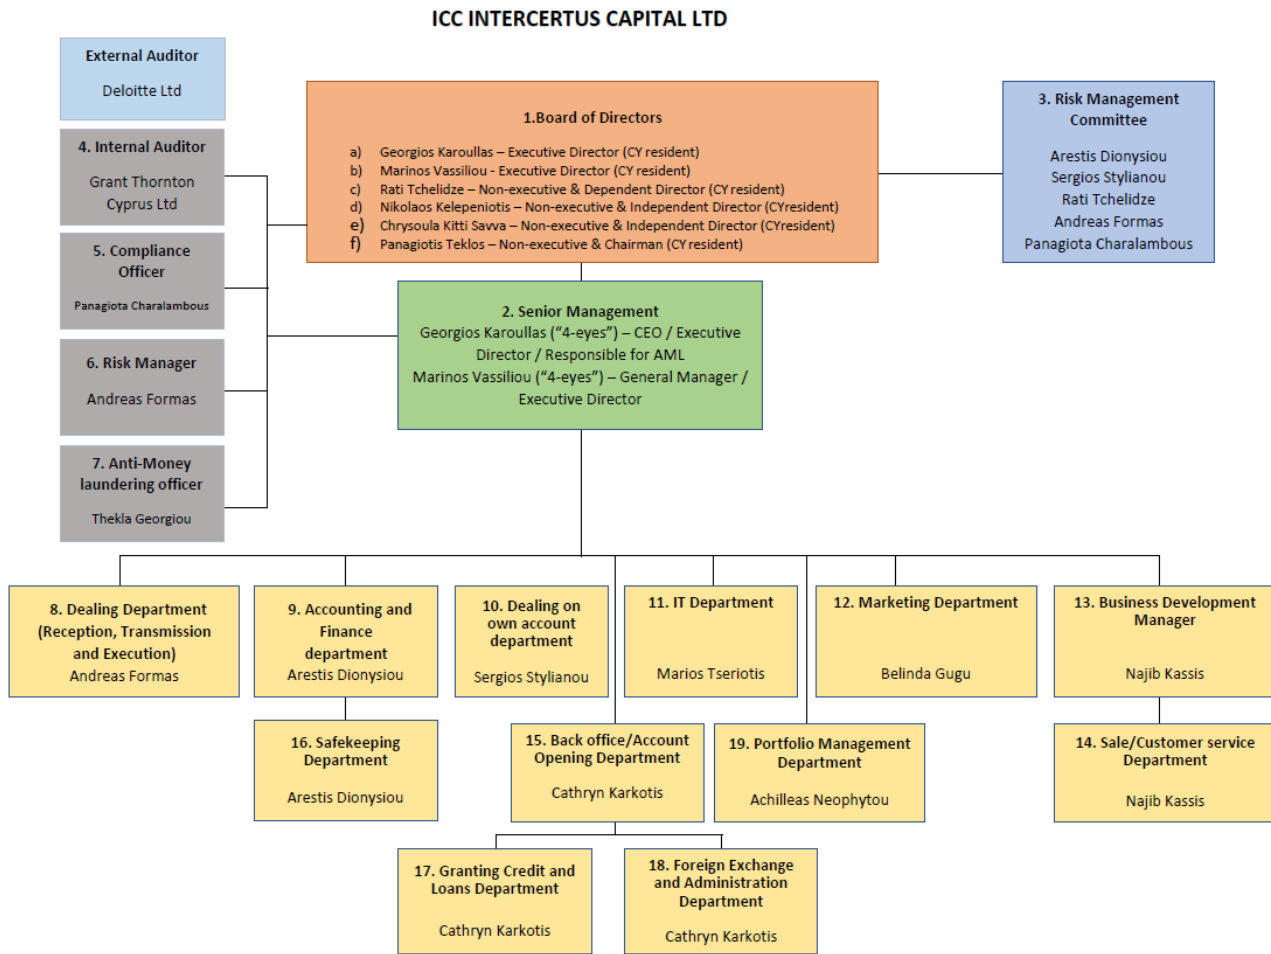 ICC INTERCERTUS CAPITAL LTD
External Auditor
Deloitte Ltd
4. Internal Auditor
Grant Thornton
Cyprus Ltd
5. Compliance
Officer
Panagiota Charalambous
6. Risk Manager
Andreas Formas
7. Anti-Money
laundering officer
Thekla Georgiou
1.Board of Directors
a) Georgios Karoullas – Executive Director (CY resident)
b) Marinos Vassiliou - Executive Director (CY resident)
c) Rati Tchelidze – Non-executive & Dependent Director (CY resident)
d) Nikolaos Kelepeniotis – Non-executive & Independent Director (CYresident)
e) Chrysoula Kitti Savva – Non-executive & Independent Director (CYresident)
f) Panagiotis Teklos – Non-executive & Chairman (CY resident)
3. Risk Management
Committee
Arestis Dionysiou
Sergios Stylianou
Rati Tchelidze
Andreas Formas
Panagiota Charalambous
2. Senior Management
Georgios Karoullas (“4-eyes”) – CEO / Executive
Director / Responsible for AML
Marinos Vassiliou (“4-eyes”) – General Manager /
Executive Director
8. Dealing Department
(Reception, Transmission
and Execution)
Andreas Formas
9. Accounting and
Finance
department
Arestis Dionysiou
10. Dealing on
own account
department
Sergios Stylianou
11. IT Department
Marios Tseriotis
12. Marketing Department
Belinda Gugu
13. Business Development
Manager
Najib Kassis
16. Safekeeping
Department
Arestis Dionysiou
15. Back office/Account
Opening Department
Cathryn Karkotis
19. Portfolio Management
Department
Achilleas Neophytou
14. Sale/Customer service
Department
Najib Kassis
17. Granting Credit and
Loans Department
Cathryn Karkotis
18. Foreign Exchange
and Administration
Department
Cathryn Karkotis